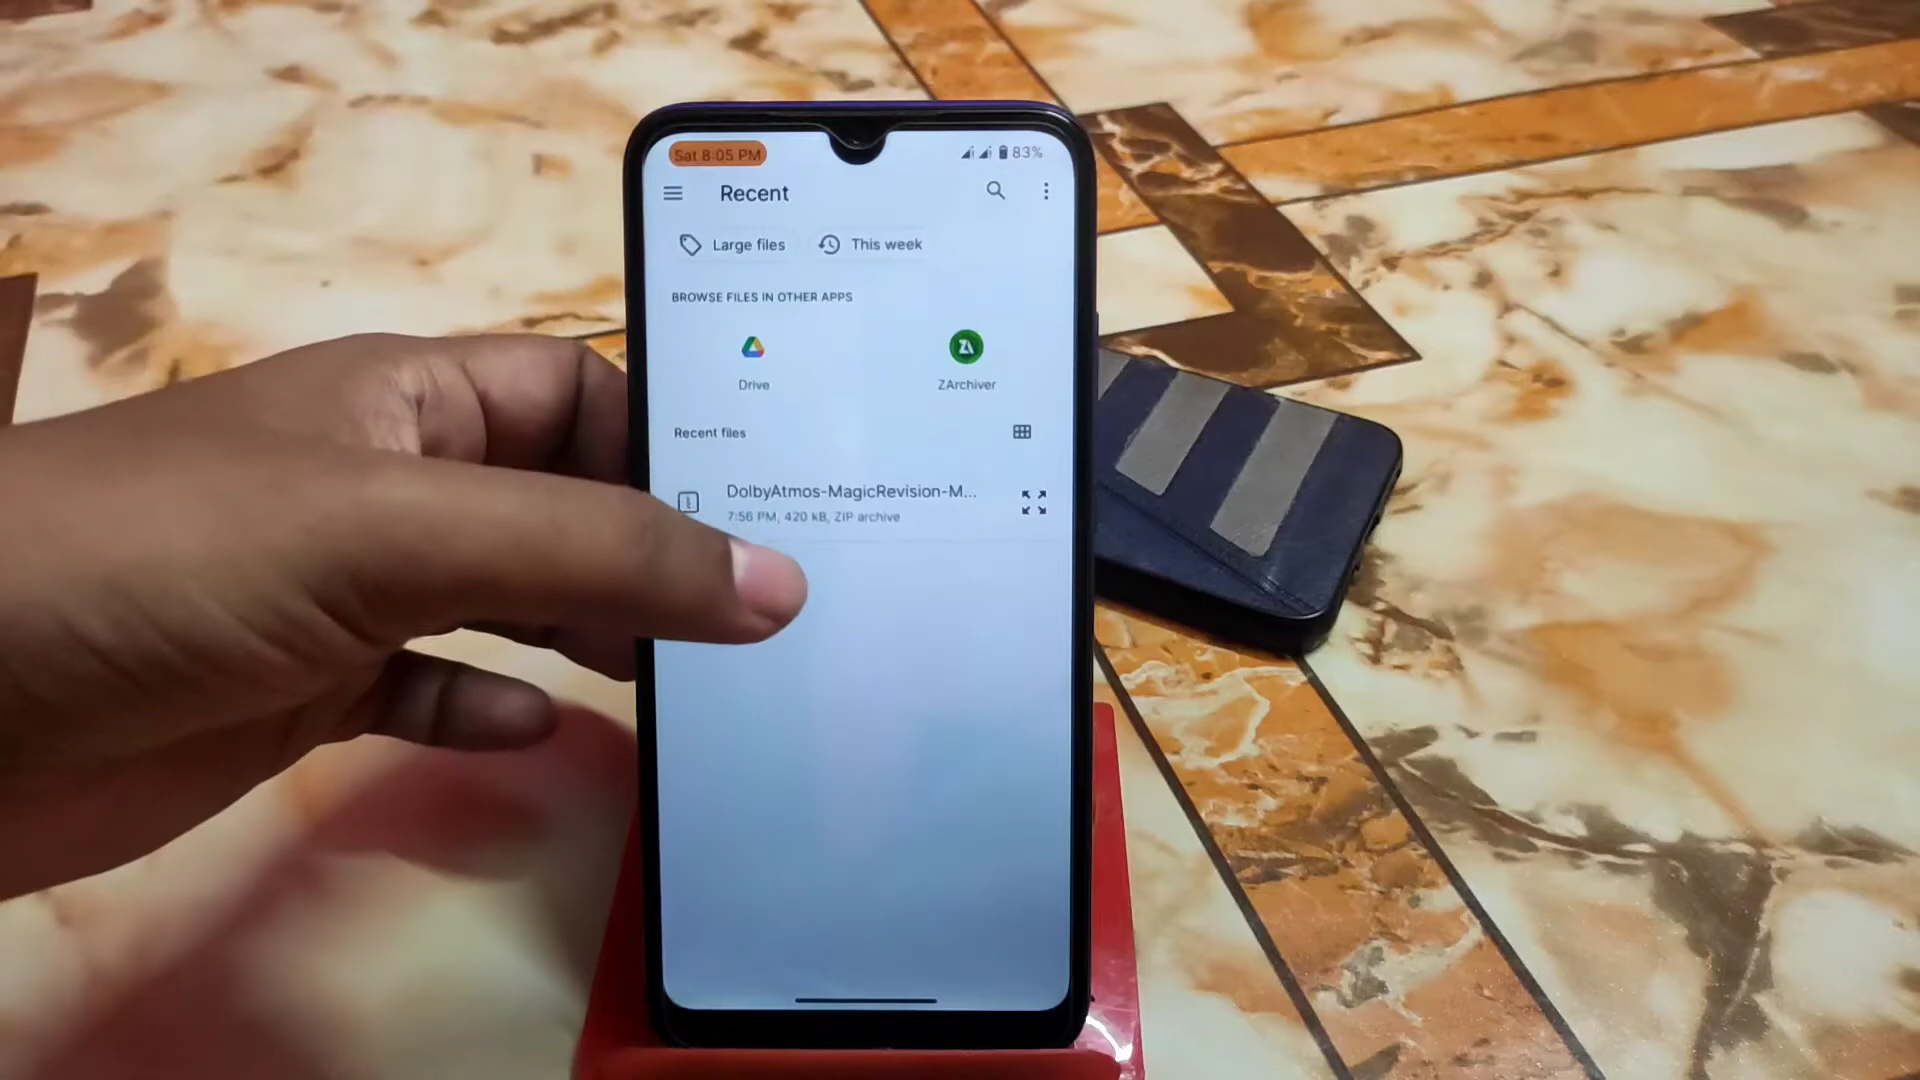 Sat 8:05 PM
83%
Recent
Large files
This week
BROWSE FILES IN OTHER APPS
Drive
ZArchiver
Recent files
DolbyAtmos-MagicRevision-M...
7:56 PM, 420 kB, ZIP archive